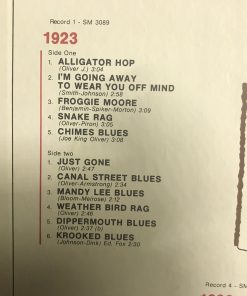 Record 1 - SM 3089
1923
Side One
1. ALLIGATOR HOP
(Oliver J.) 3:04
2. I'M GOING AWAY
TO WEAR YOU OFF MIND
(Smith-Johnson) 2:58
3. FROGGIE MOORE
(Benjamin-Spiker-Morton) 3:09
4. SNAKE RAG
(Oliver-Piron) 3:05
5. CHIMES BLUES
(Joe King Oliver) 3:08
Side two
1. JUST GONE
(Oliver) 2:47
2. CANAL STREET BLUES
(Oliver-Armstrong) 2:34
3. MANDY LEE BLUES
(Bloom-Melrose) 2:12
4. WEATHER BIRD RAG
(Oliver) 2:46
5. DIPPERMOUTH BLUES
(Oliver) 2:37 (b)
6. KROOKED BLUES
(Johnson-Dink) Ed. Fox 2:30
Record 4 - SM